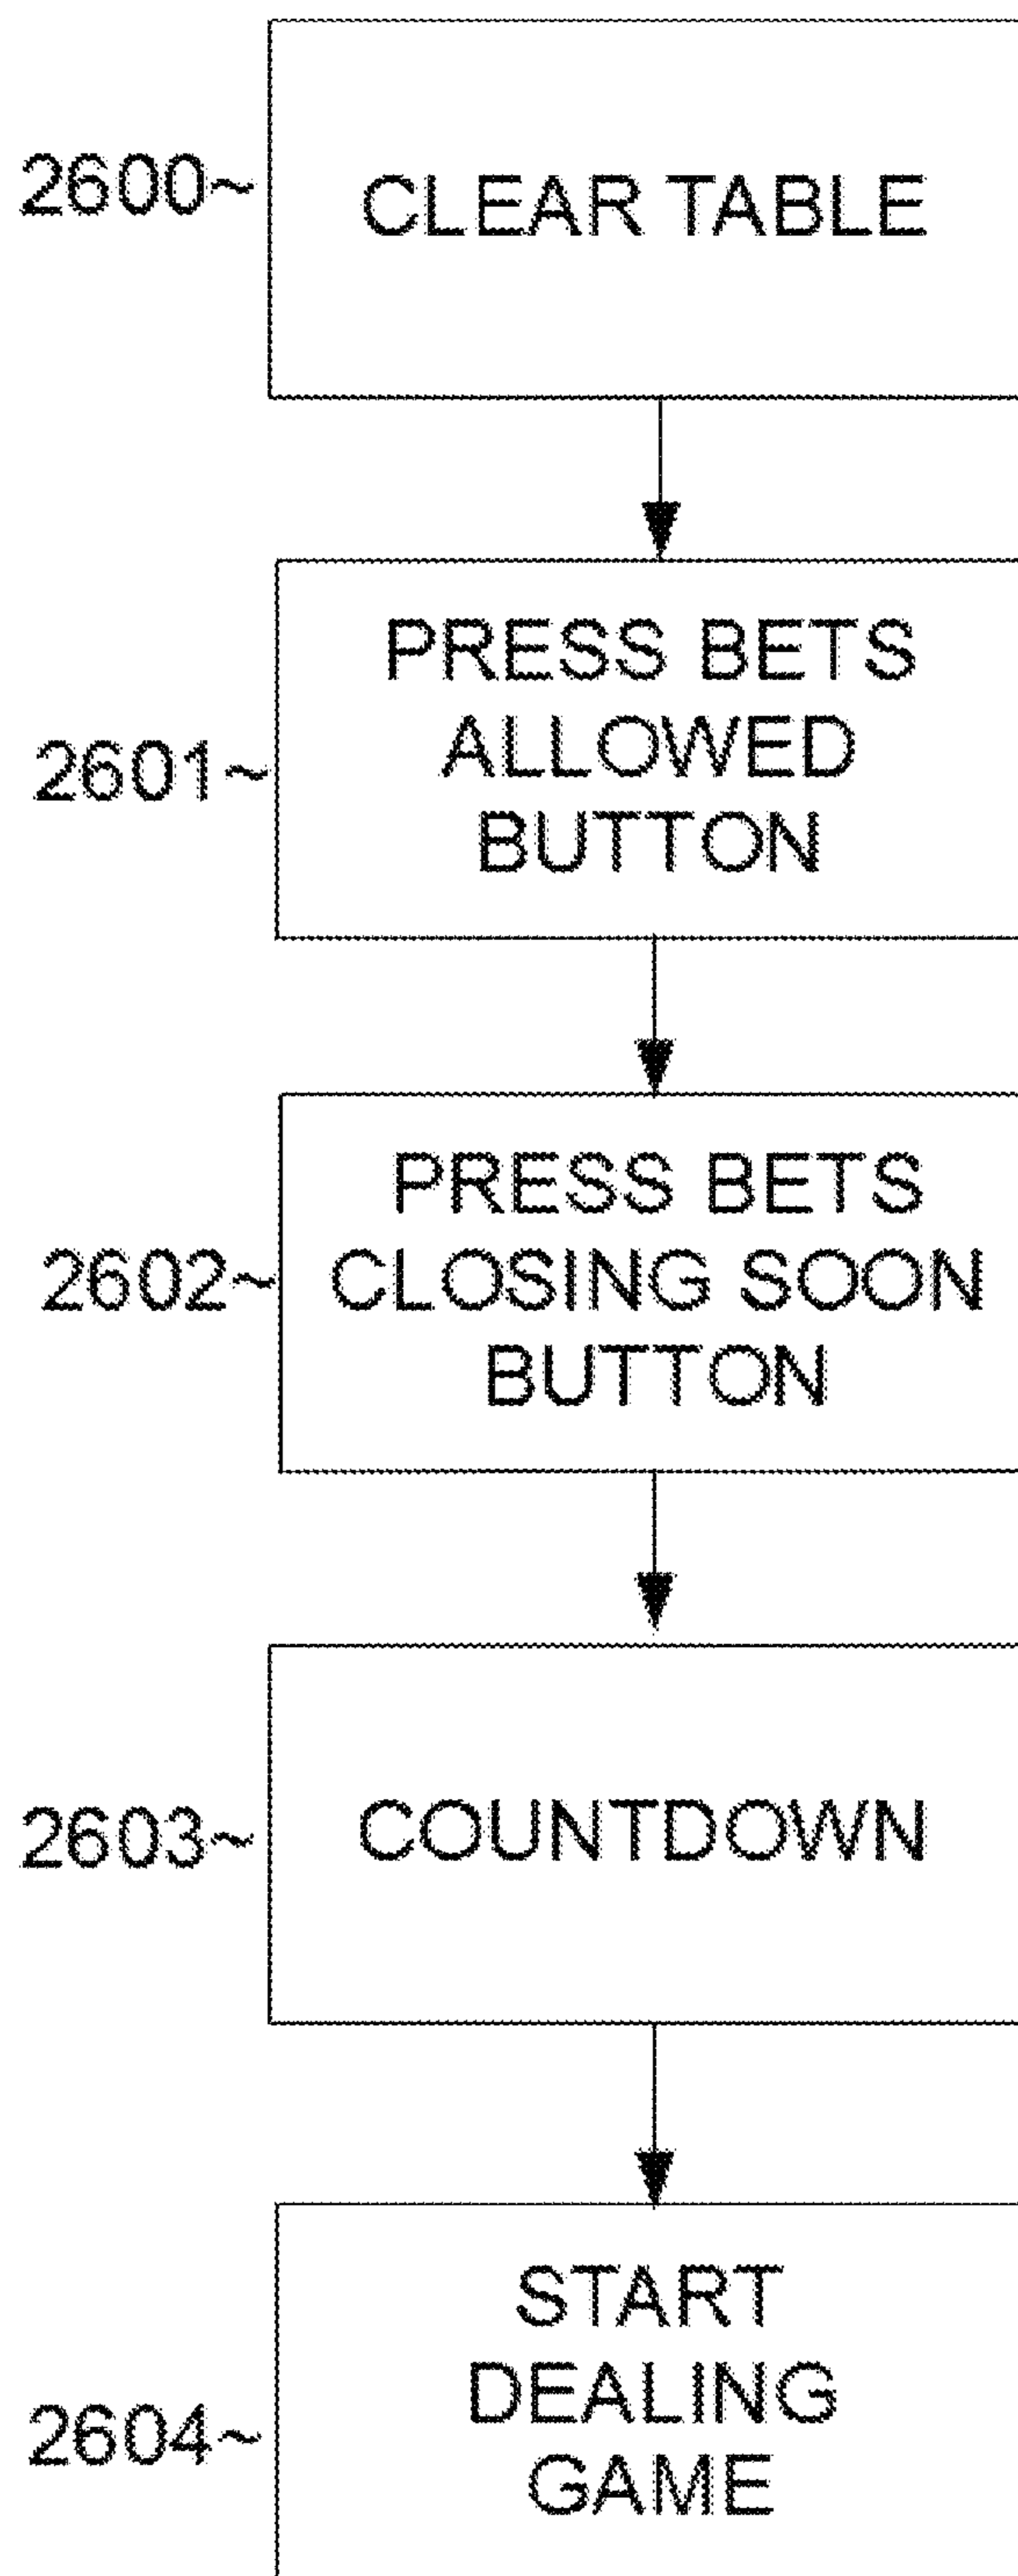 2600~
CLEAR TABLE
2601~
PRESS BETS
ALLOWED
BUTTON
2602~
PRESS BETS
CLOSING SOON
BUTTON
2603~
COUNTDOWN
2604~
START
DEALING
GAME